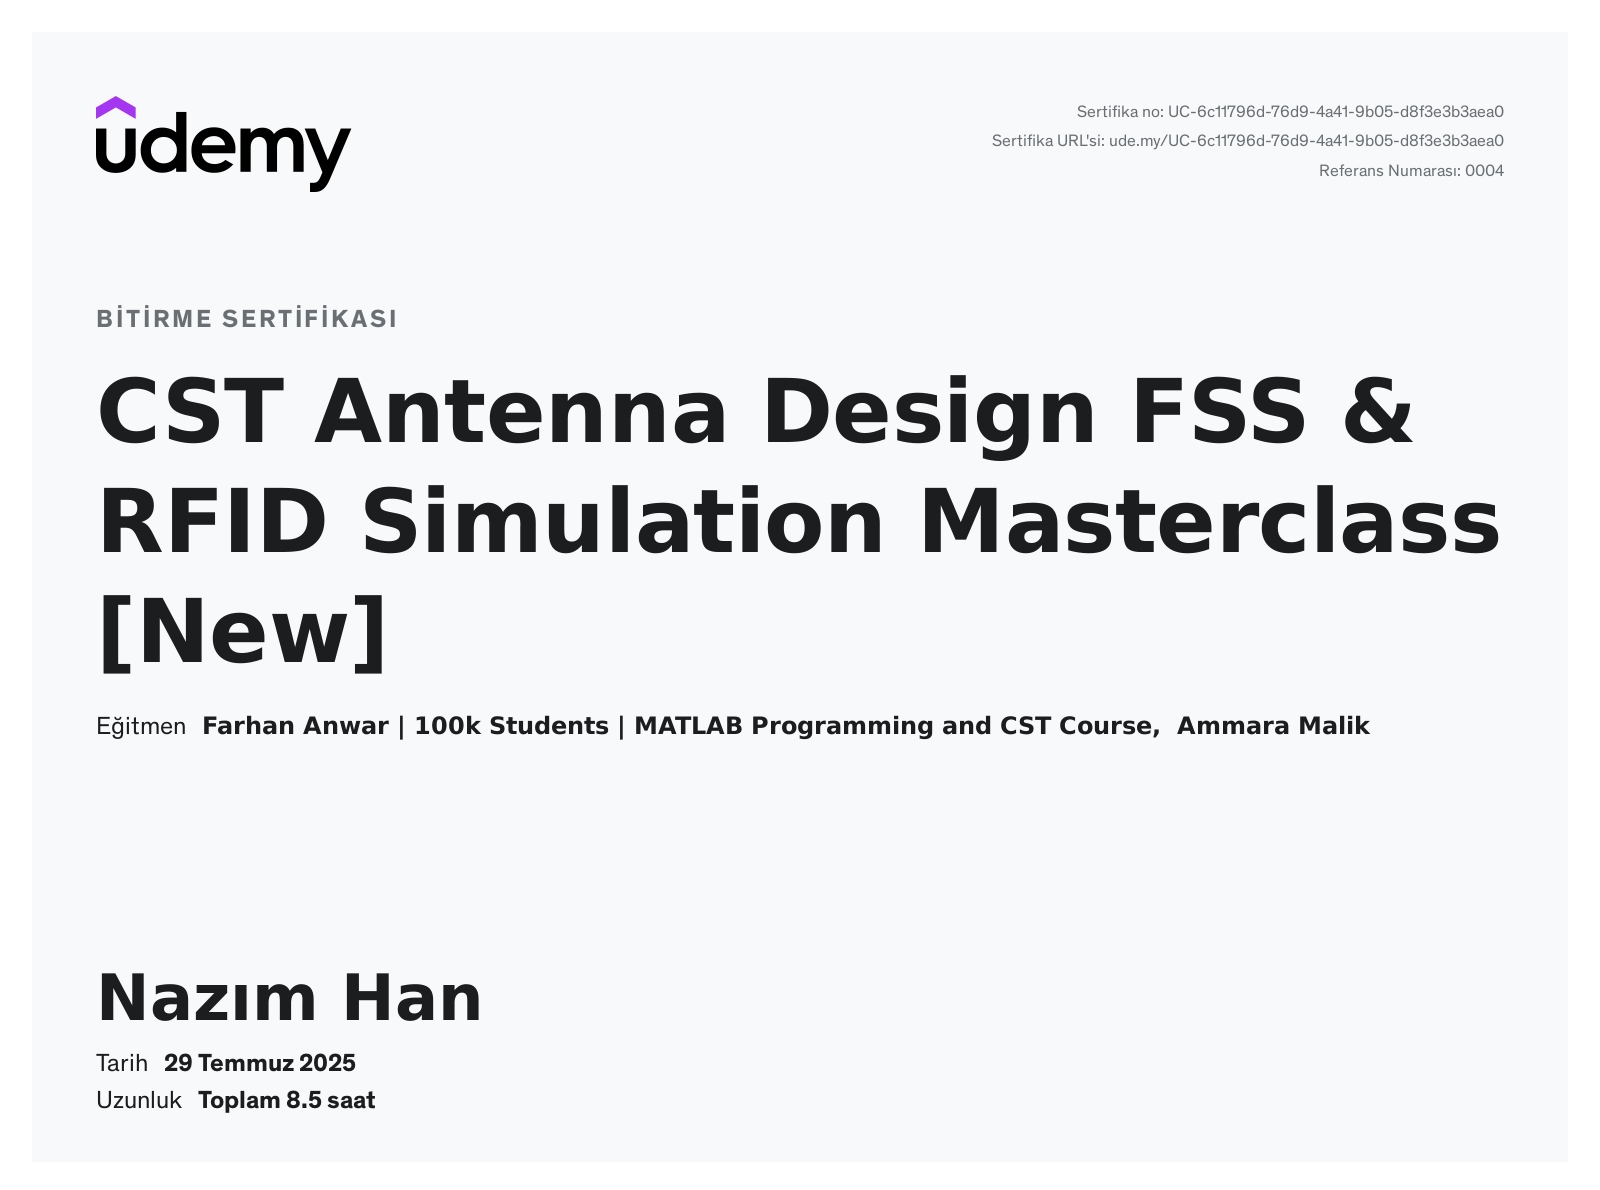 udemy
Sertifika no: UC-6c11796d-76d9-4a41-9b05-d8f3e3b3aea0
Sertifika URL'si: ude.my/UC-6c11796d-76d9-4a41-9b05-d8f3e3b3aea0
Referans Numarası: 0004
BİTİRME SERTİFİKASI
CST Antenna Design FSS &
RFID Simulation Masterclass
[New]
Eğitmen Farhan Anwar | 100k Students | MATLAB Programming and CST Course, Ammara Malik
Nazım Han
Tarih 29 Temmuz 2025
Uzunluk Toplam 8.5 saat